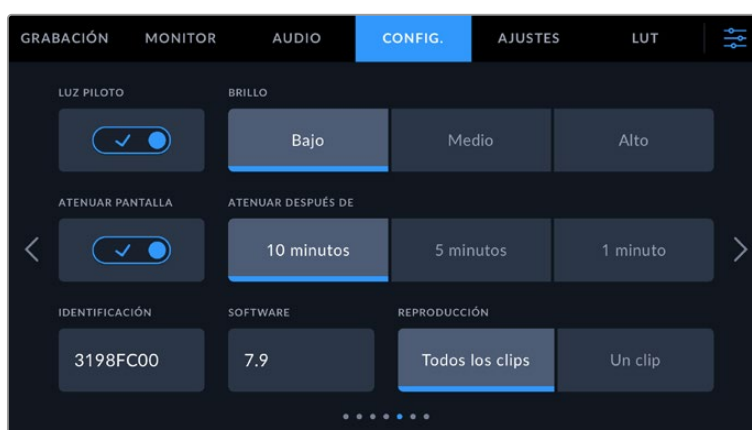 GRABACIÓN MONITOR AUDIO CONFIG. AJUSTES LUT
LUZ PILOTO BRILLO
Bajo Medio Alto
ATENUAR PANTALLA ATENUAR DESPUÉS DE
10 minutos 5 minutos 1 minuto
IDENTIFICACIÓN SOFTWARE REPRODUCCIÓN
3198FC00 7.9 Todos los clips Un clip